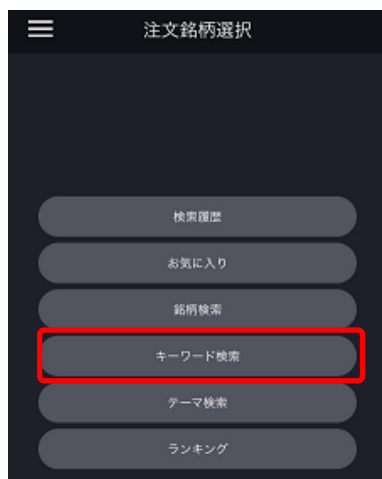 注文銘柄選択
検索履歴
お気に入り
銘柄検索
キーワード検索
テーマ検索
ランキング